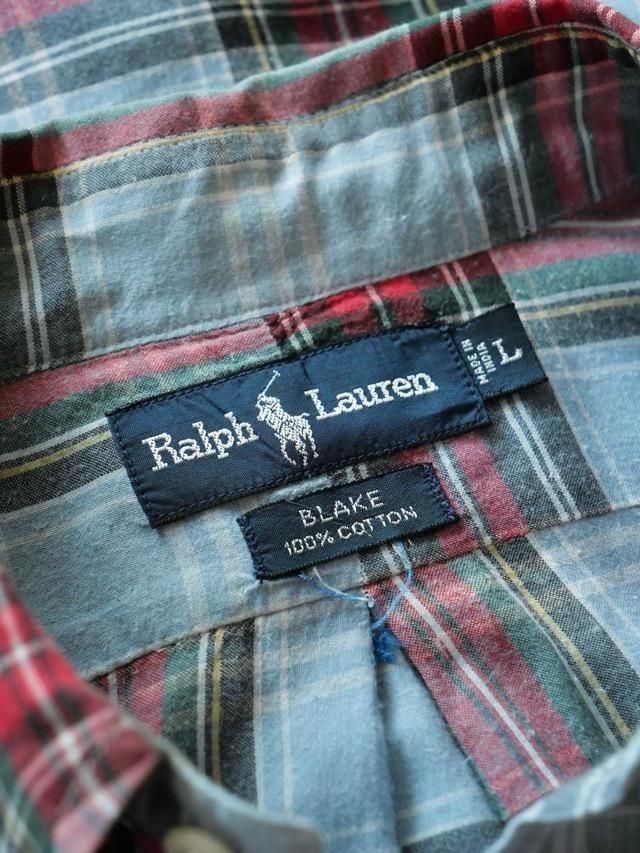 Ralph Lauren
MADE IN
INDIA
L
BLAKE
100% COTTON